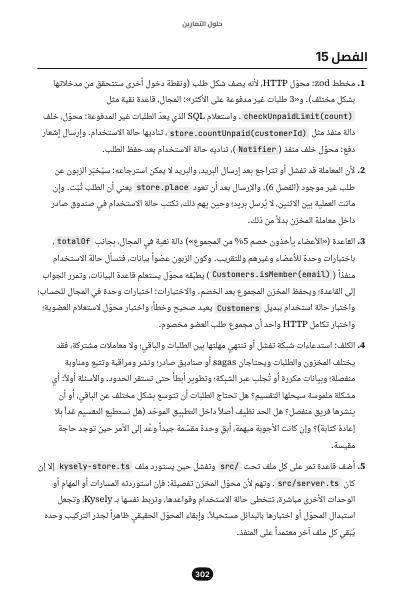 حلول التمارين
الفصل 15
1. مخطط zod: محوّل HTTP، لأنه يصف شكل طلب (ونقطة دخول أخرى ستتحقق من مدخلاتها
بشكل مختلف). و«3 طلبات غير مدفوعة على الأكثر»: المجال، قاعدة نقية مثل
checkUnpaidLimit(count). واستعلام SQL الذي يعدّ الطلبات غير المدفوعة: محوّل، خلف
دالة منفذ مثل store.countUnpaid(customerId)، تناديها حالة الاستخدام. وإرسال إشعار
دفع: محوّل خلف منفذ (Notifier)، تناديه حالة الاستخدام بعد حفظ الطلب.
2. لأن المعاملة قد تفشل أو تتراجع بعد إرسال البريد، والبريد لا يمكن استرجاعه: سيُخبَر الزبون عن
طلب غير موجود (الفصل 6). والإرسال بعد أن تعود store.place يعني أن الطلب ثُبّت. وإن
ماتت العملية بين الاثنين، لا يُرسل بريد؛ وحين يهم ذلك، تكتب حالة الاستخدام في صندوق صادر
داخل معاملة المخزن بدلاً من ذلك.
3. القاعدة («الأعضاء يأخذون خصم 5% من المجموع») دالة نقية في المجال، بجانب totalOf،
باختبارات وحدة للأعضاء وغيرهم وللتقريب. وكون الزبون عضواً بيانات، فتسأل حالة الاستخدام
منفذاً (Customers.isMember(email)) يطبّقه محوّل يستعلم قاعدة البيانات، وتمرر الجواب
إلى القاعدة؛ ويحفظ المخزن المجموع بعد الخصم. والاختبارات: اختبارات وحدة في المجال للحساب؛
واختبار حالة استخدام ببديل Customers يعيد صحيح وخطأ؛ واختبار محوّل لاستعلام العضوية؛
واختبار تكامل HTTP واحد أن مجموع طلب العضو مخصوم.
4. الكلف: استدعاءات شبكة تفشل أو تنتهي مهلتها بين الطلبات والباقي؛ ولا معاملات مشتركة، فقد
يختلف المخزون والطلبات ويحتاجان sagas أو صناديق صادر؛ ونشر ومراقبة وتتبع ومناوبة
منفصلة؛ وبيانات مكررة أو تُجلب عبر الشبكة؛ وتطوير أبطأ حتى تستقر الحدود. والأسئلة أولاً: أي
مشكلة ملموسة سيحلها التقسيم؟ هل تحتاج الطلبات أن تتوسع بشكل مختلف عن الباقي، أو أن
ينشرها فريق منفصل؟ هل الحد نظيف أصلاً داخل التطبيق الموحّد (هل نستطيع التقسيم غداً بلا
إعادة كتابة)؟ وإن كانت الأجوبة مبهمة، أبقِ وحدة مقسّمة جيداً وعُد إلى الأمر حين توجد حاجة
مقيسة.
5. أضف قاعدة تمر على كل ملف تحت src/ وتفشل حين يستورد ملف kysely-store.ts إلا إن
كان src/server.ts. وتهم لأن محوّل المخزن تفصيلة: فإن استوردته المسارات أو المهام أو
الوحدات الأخرى مباشرة، تتخطى حالة الاستخدام وقواعدها، وتربط نفسها بـ Kysely، وتجعل
استبدال المحوّل أو اختبارها بالبدائل مستحيلاً. وإبقاء المحوّل الحقيقي ظاهراً لجذر التركيب وحده
يُبقي كل ملف آخر معتمداً على المنفذ.
302